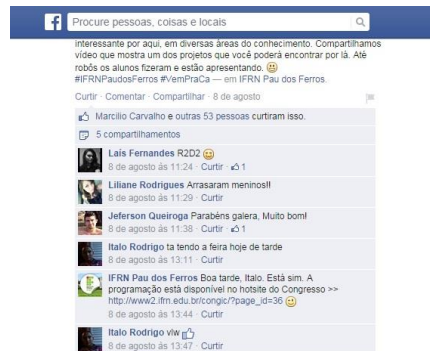 Procure pessoas, coisas e locais
interessante por aqui, em diversas áreas do conhecimento. Compartilhamos
vídeo que mostra um dos projetos que você poderá encontrar por lá. Até
robôs os alunos fizeram e estão apresentando.
#IFRNPaudosFerros #VemPraCa — em IFRN Pau dos Ferros.
Curtir · Comentar · Compartilhar · 8 de agosto
Marcilio Carvalho e outras 53 pessoas curtiram isso.
5 compartilhamentos
Laís Fernandes R2D2
8 de agosto às 11:24 · Curtir · 1
Liliane Rodrigues Arrasaram meninos!!
8 de agosto às 11:29 · Curtir
Jeferson Queiroga Parabéns galera, Muito bom!
8 de agosto às 11:38 · Curtir · 1
Italo Rodrigo ta tendo a feira hoje de tarde
8 de agosto às 13:11 · Curtir
IFRN Pau dos Ferros Boa tarde, Italo. Está sim. A
programação está disponível no hotsite do Congresso >>
http://www2.ifrn.edu.br/congic/?page_id=36
8 de agosto às 13:44 · Curtir
Italo Rodrigo vlw
8 de agosto às 13:47 · Curtir